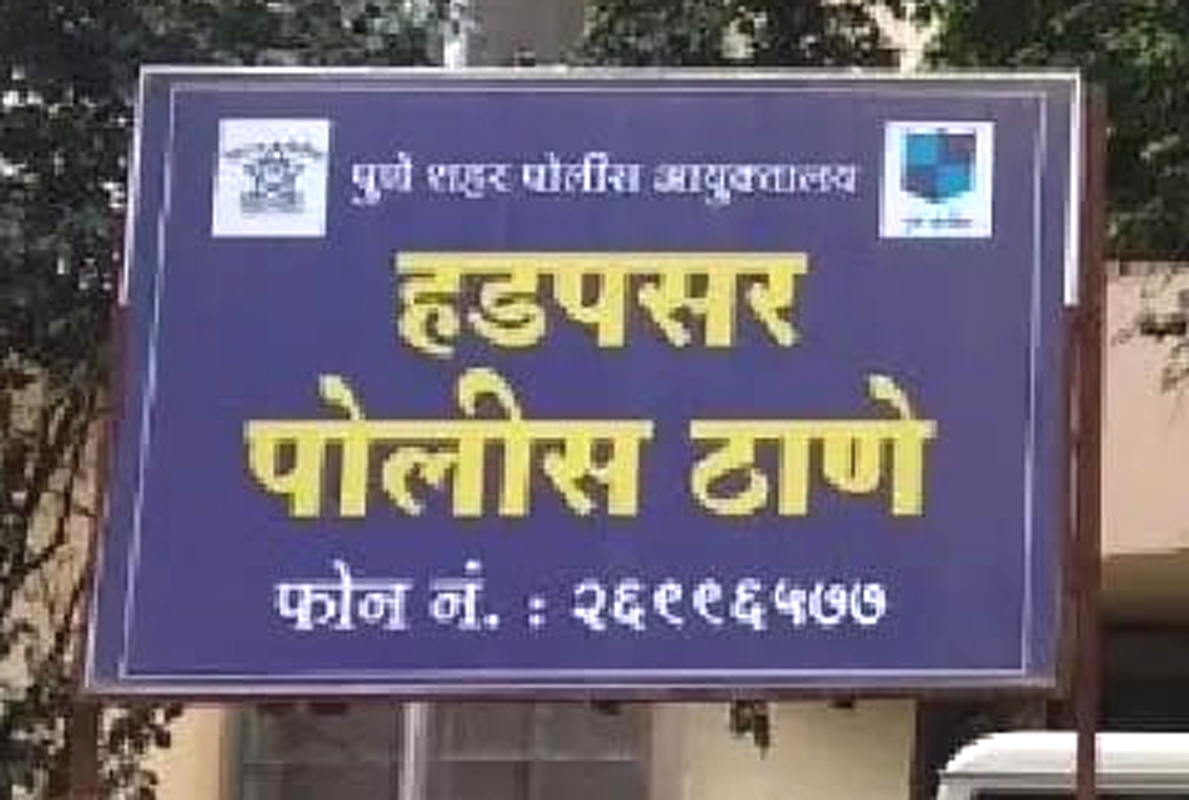 पुणे शहर पोलीस आयुक्तालय
हडपसर
पोलीस ठाणे
फोन नं. : २६९९६५७७